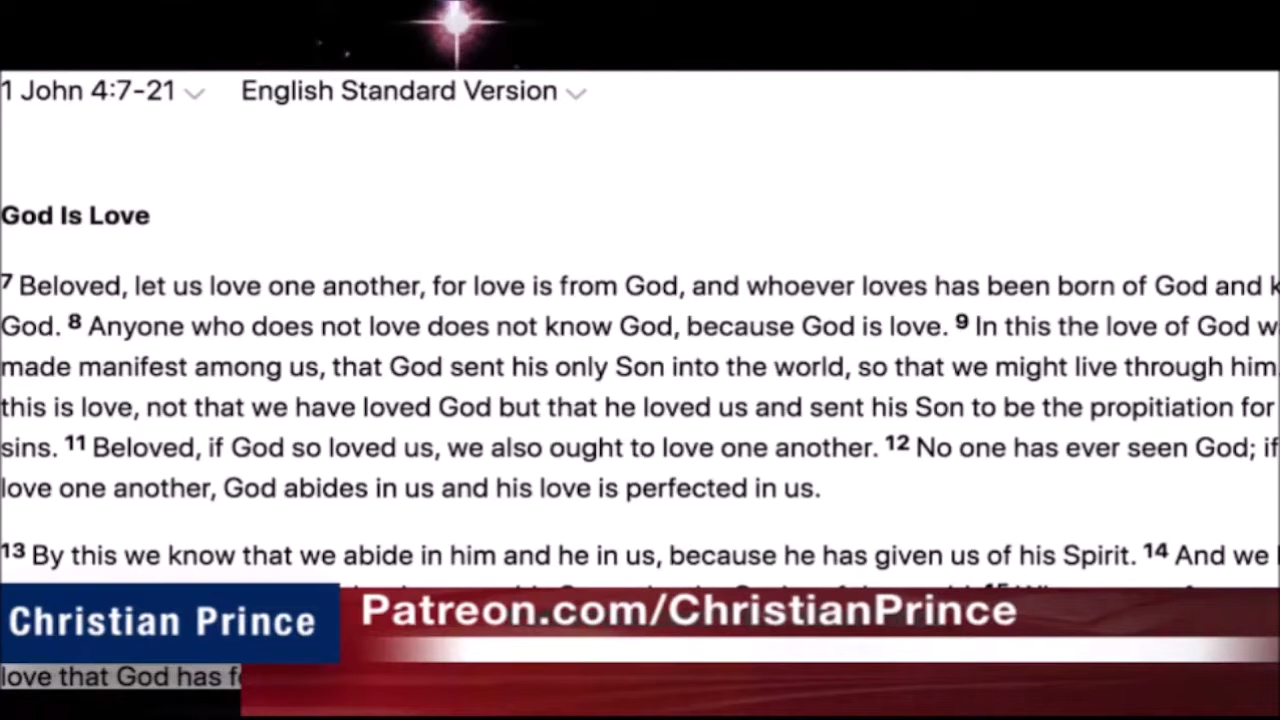 1 John 4:7-21 English Standard Version
God Is Love
7 Beloved, let us love one another, for love is from God, and whoever loves has been born of God and
God. 8 Anyone who does not love does not know God, because God is love. 9 In this the love of God
made manifest among us, that God sent his only Son into the world, so that we might live through him
this is love, not that we have loved God but that he loved us and sent his Son to be the propitiation for
sins. 11 Beloved, if God so loved us, we also ought to love one another. 12 No one has ever seen God; if
love one another, God abides in us and his love is perfected in us.
13 By this we know that we abide in him and he in us, because he has given us of his Spirit. 14 And we
Christian Prince
Patreon.com/ChristianPrince
love that God has